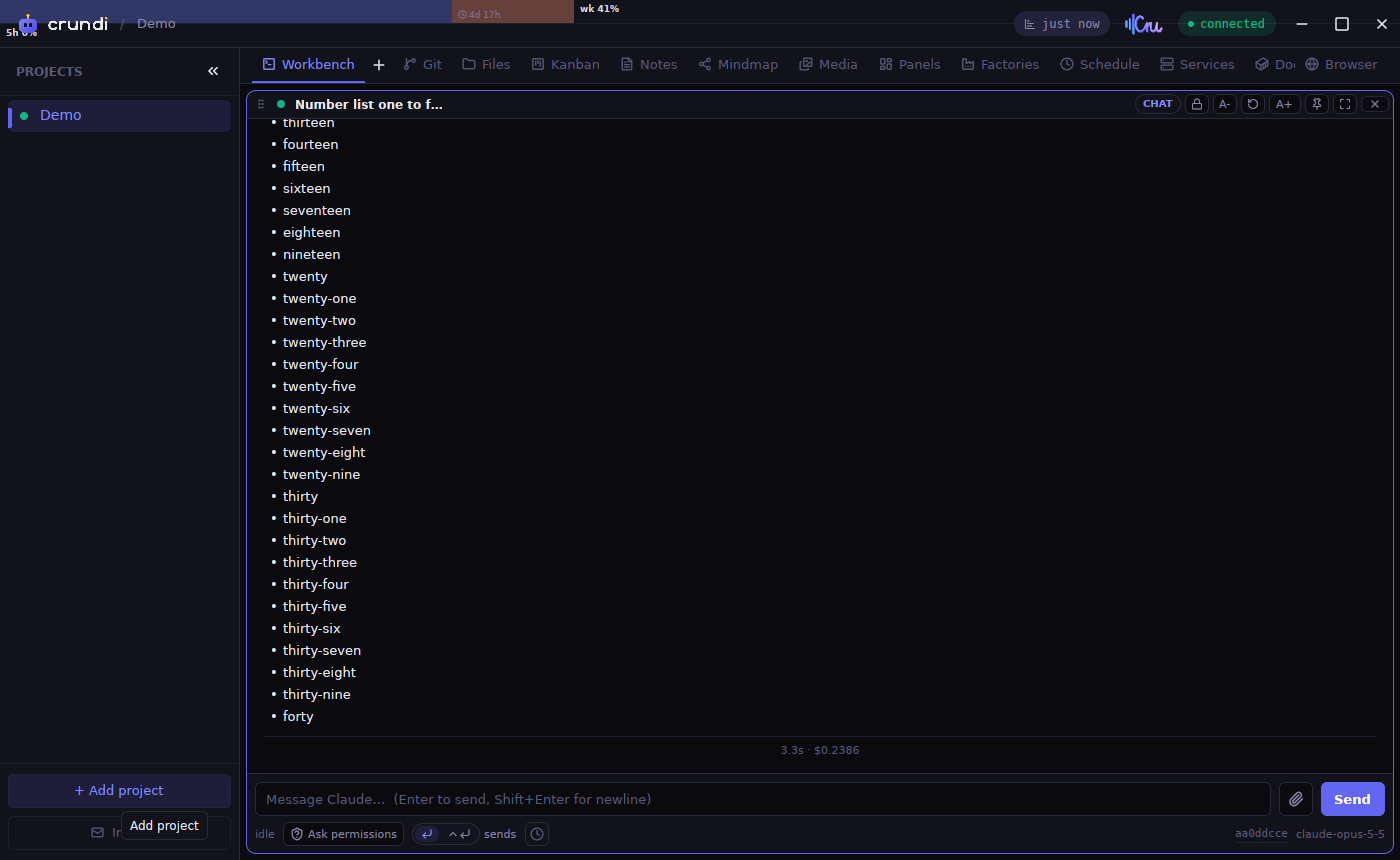 4d 17h
wk 41%
crundi / Demo
just now
Cru
connected
PROJECTS
Workbench
Git
Files
Kanban
Notes
Mindmap
Media
Panels
Factories
Schedule
Services
Browser
Demo
Number list one to f...
CHAT
A-
A+
thirteen
• fourteen
• fifteen
• sixteen
• seventeen
• eighteen
• nineteen
• twenty
• twenty-one
• twenty-two
• twenty-three
• twenty-four
• twenty-five
• twenty-six
• twenty-seven
• twenty-eight
• twenty-nine
• thirty
• thirty-one
• thirty-two
• thirty-three
• thirty-four
• thirty-five
• thirty-six
• thirty-seven
• thirty-eight
• thirty-nine
• forty
3.3s · $0.2386
+ Add project
Add project
Message Claude... (Enter to send, Shift+Enter for newline)
Send
idle
Ask permissions
sends
aa0ddcce
claude-opus-5-5